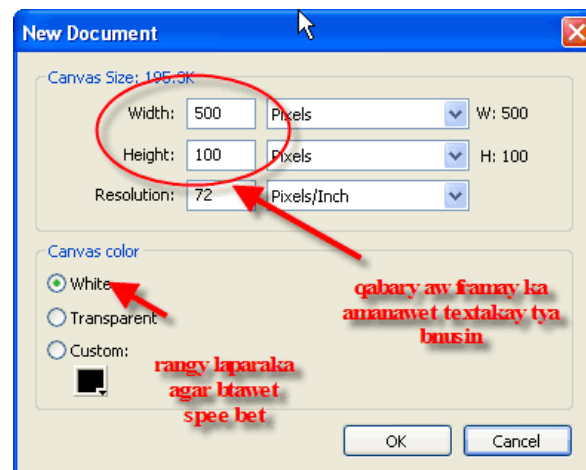 New Document
Canvas Size: 195.3K
Width: 500 Pixels W: 500
Height: 100 Pixels H: 100
Resolution: 72 Pixels/Inch
Canvas color
White
Transparent
Custom:
qabary aw framay ka
amanawet textakay tya
bnusin
rangy laparaka
agar btawet
spee bet
OK Cancel